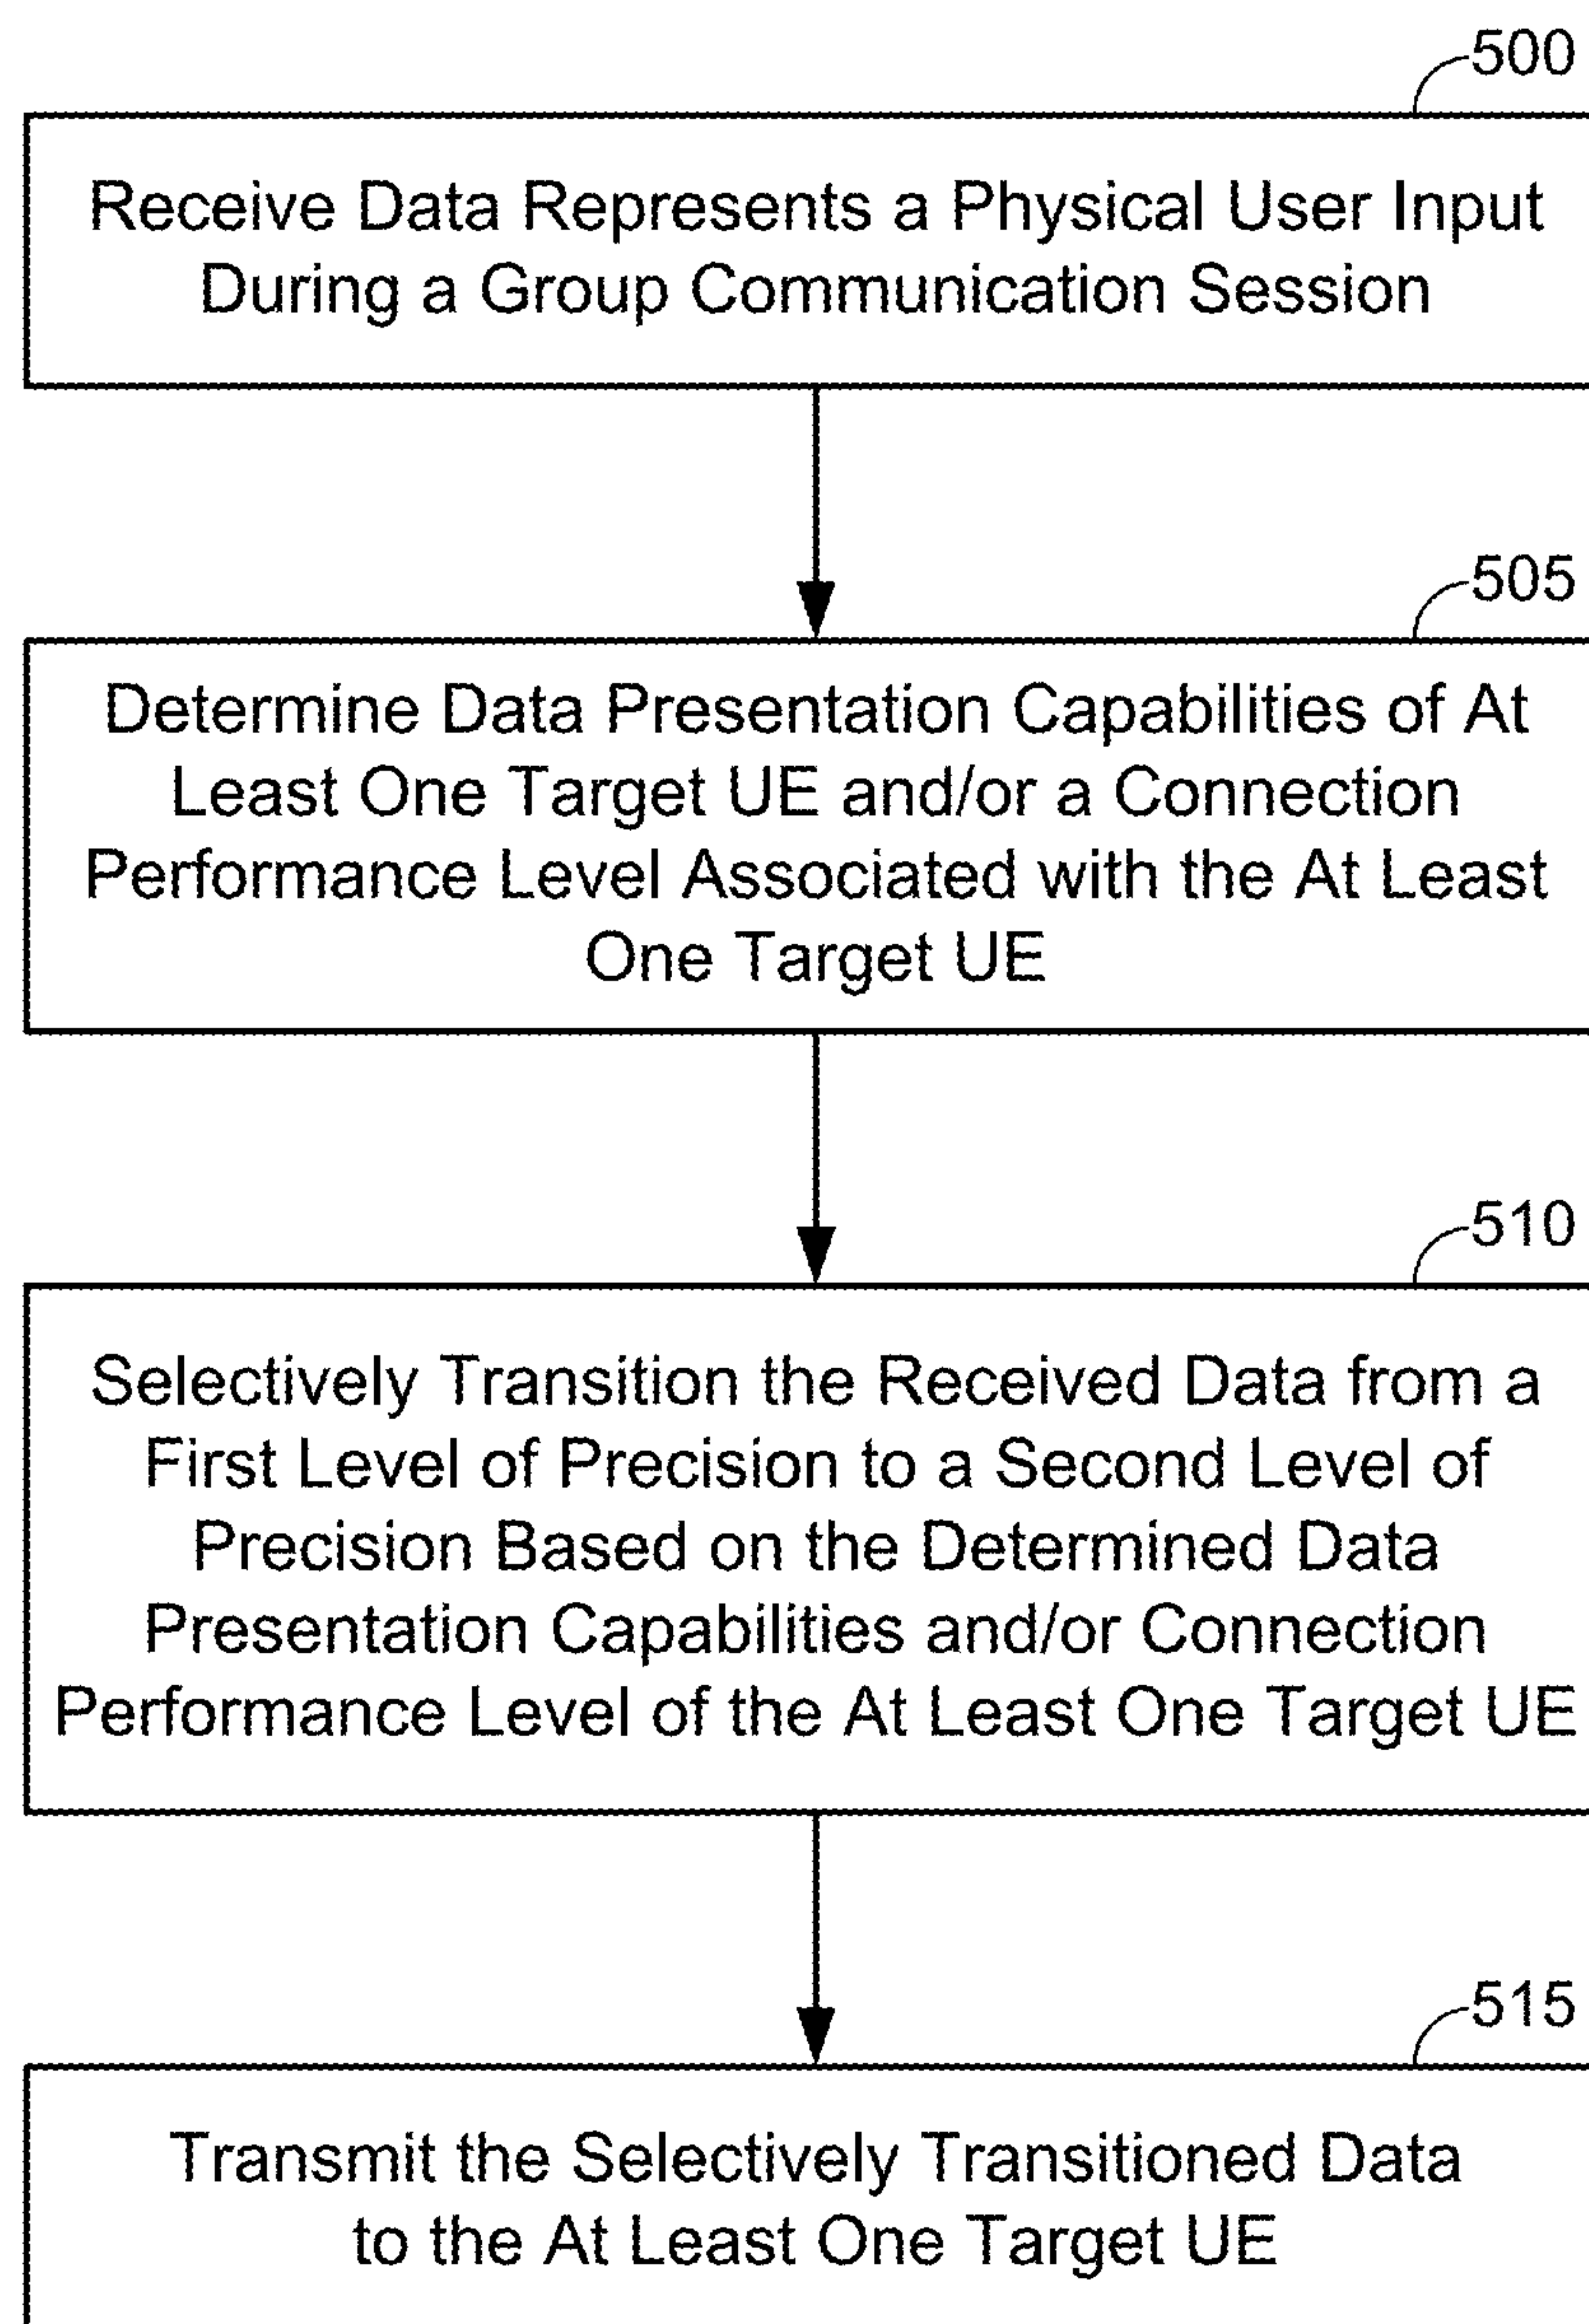 500
Receive Data Represents a Physical User Input
During a Group Communication Session
505
Determine Data Presentation Capabilities of At
Least One Target UE and/or a Connection
Performance Level Associated with the At Least
One Target UE
510
Selectively Transition the Received Data from a
First Level of Precision to a Second Level of
Precision Based on the Determined Data
Presentation Capabilities and/or Connection
Performance Level of the At Least One Target UE
515
Transmit the Selectively Transitioned Data
to the At Least One Target UE